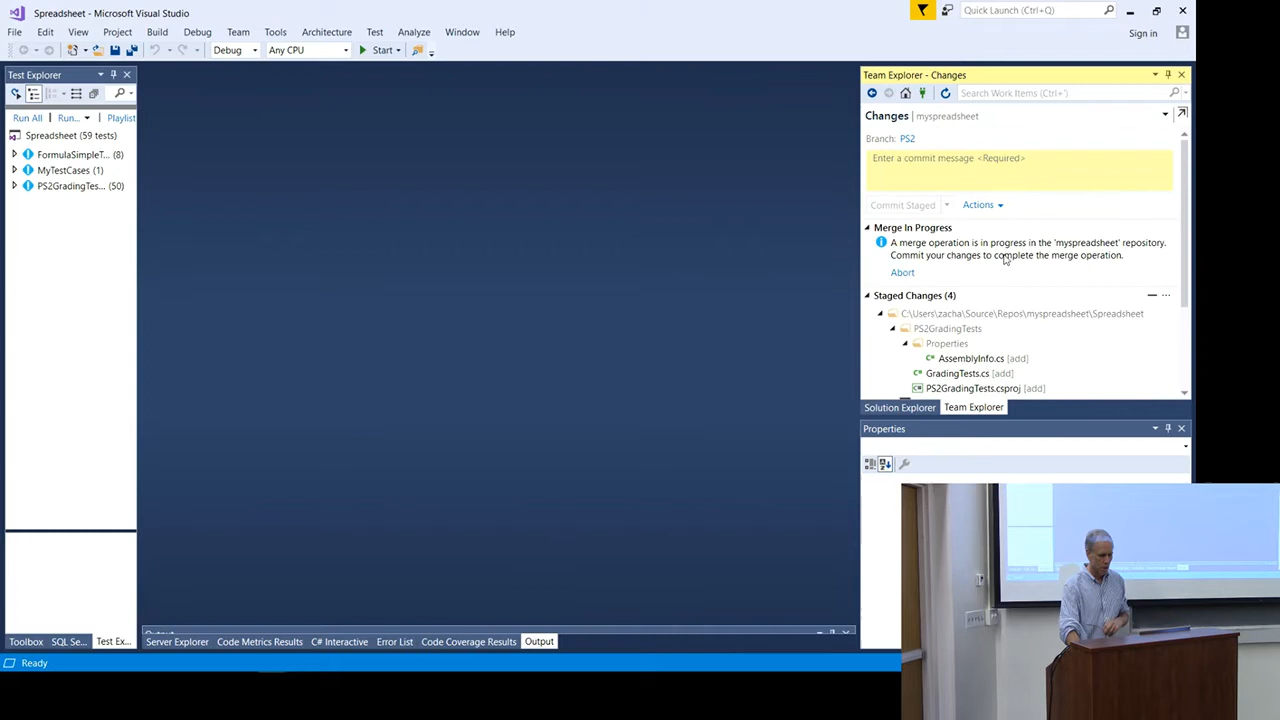 Spreadsheet - Microsoft Visual Studio
Quick Launch (Ctrl+Q)
File Edit View Project Build Debug Team Tools Architecture Test Analyze Window Help
Sign in
Debug Any CPU Start
Test Explorer
Run All Run... Playlist
Spreadsheet (59 tests)
FormulaSimpleT... (8)
MyTestCases (1)
PS2GradingTes... (50)
Team Explorer - Changes
Search Work Items (Ctrl+')
Changes | myspreadsheet
Branch: PS2
Enter a commit message <Required>
Commit Staged Actions
Merge In Progress
A merge operation is in progress in the 'myspreadsheet' repository.
Commit your changes to complete the merge operation.
Abort
Staged Changes (4)
C:\Users\zacha\Source\Repos\myspreadsheet\Spreadsheet
PS2GradingTests
Properties
AssemblyInfo.cs [add]
GradingTests.cs [add]
PS2GradingTests.csproj [add]
Solution Explorer Team Explorer
Properties
Output
Toolbox SQL Se... Test Ex... Server Explorer Code Metrics Results C# Interactive Error List Code Coverage Results Output
Ready